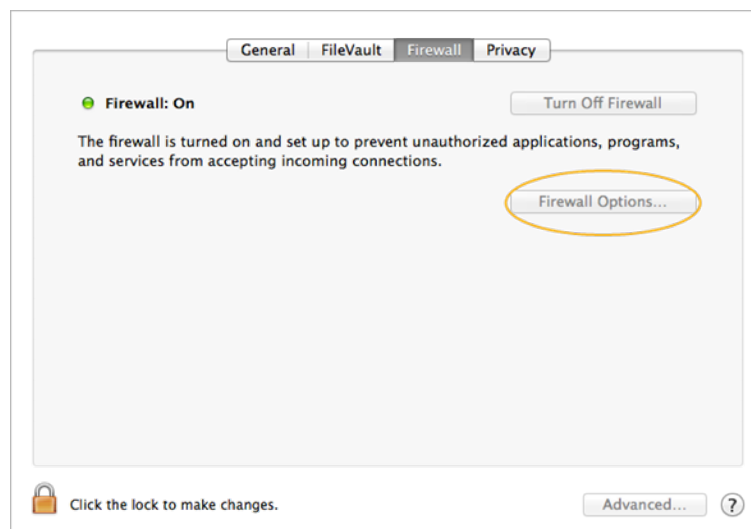 General FileVault Firewall Privacy
Firewall: On Turn Off Firewall
The firewall is turned on and set up to prevent unauthorized applications, programs,
and services from accepting incoming connections.
Firewall Options...
Click the lock to make changes. Advanced... ?